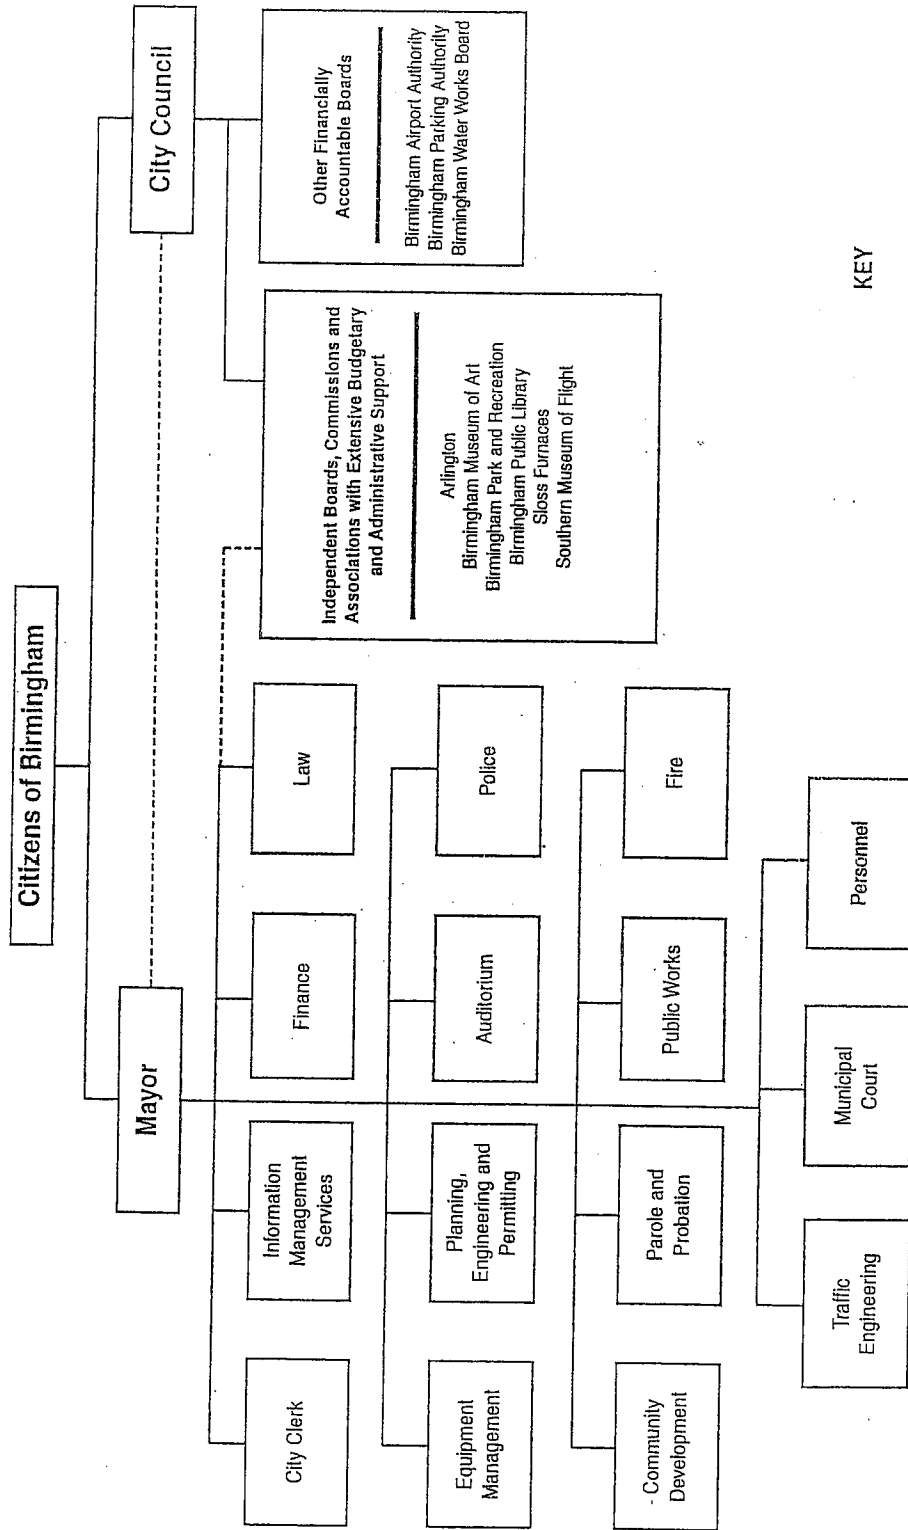 Citizens of Birmingham
Mayor
City Council
City Clerk
Information
Management
Services
Finance
Law
Independent Boards, Commissions and
Associations with Extensive Budgetary
and Administrative Support
Arlington
Birmingham Museum of Art
Birmingham Park and Recreation
Birmingham Public Library
Sloss Furnaces
Southern Museum of Flight
Other Financially
Accountable Boards
Birmingham Airport Authority
Birmingham Parking Authority
Birmingham Water Works Board
Equipment
Management
Planning,
Engineering and
Permitting
Auditorium
Police
- Community
Development
Parole and
Probation
Public Works
Fire
Traffic
Engineering
Municipal
Court
Personnel
KEY